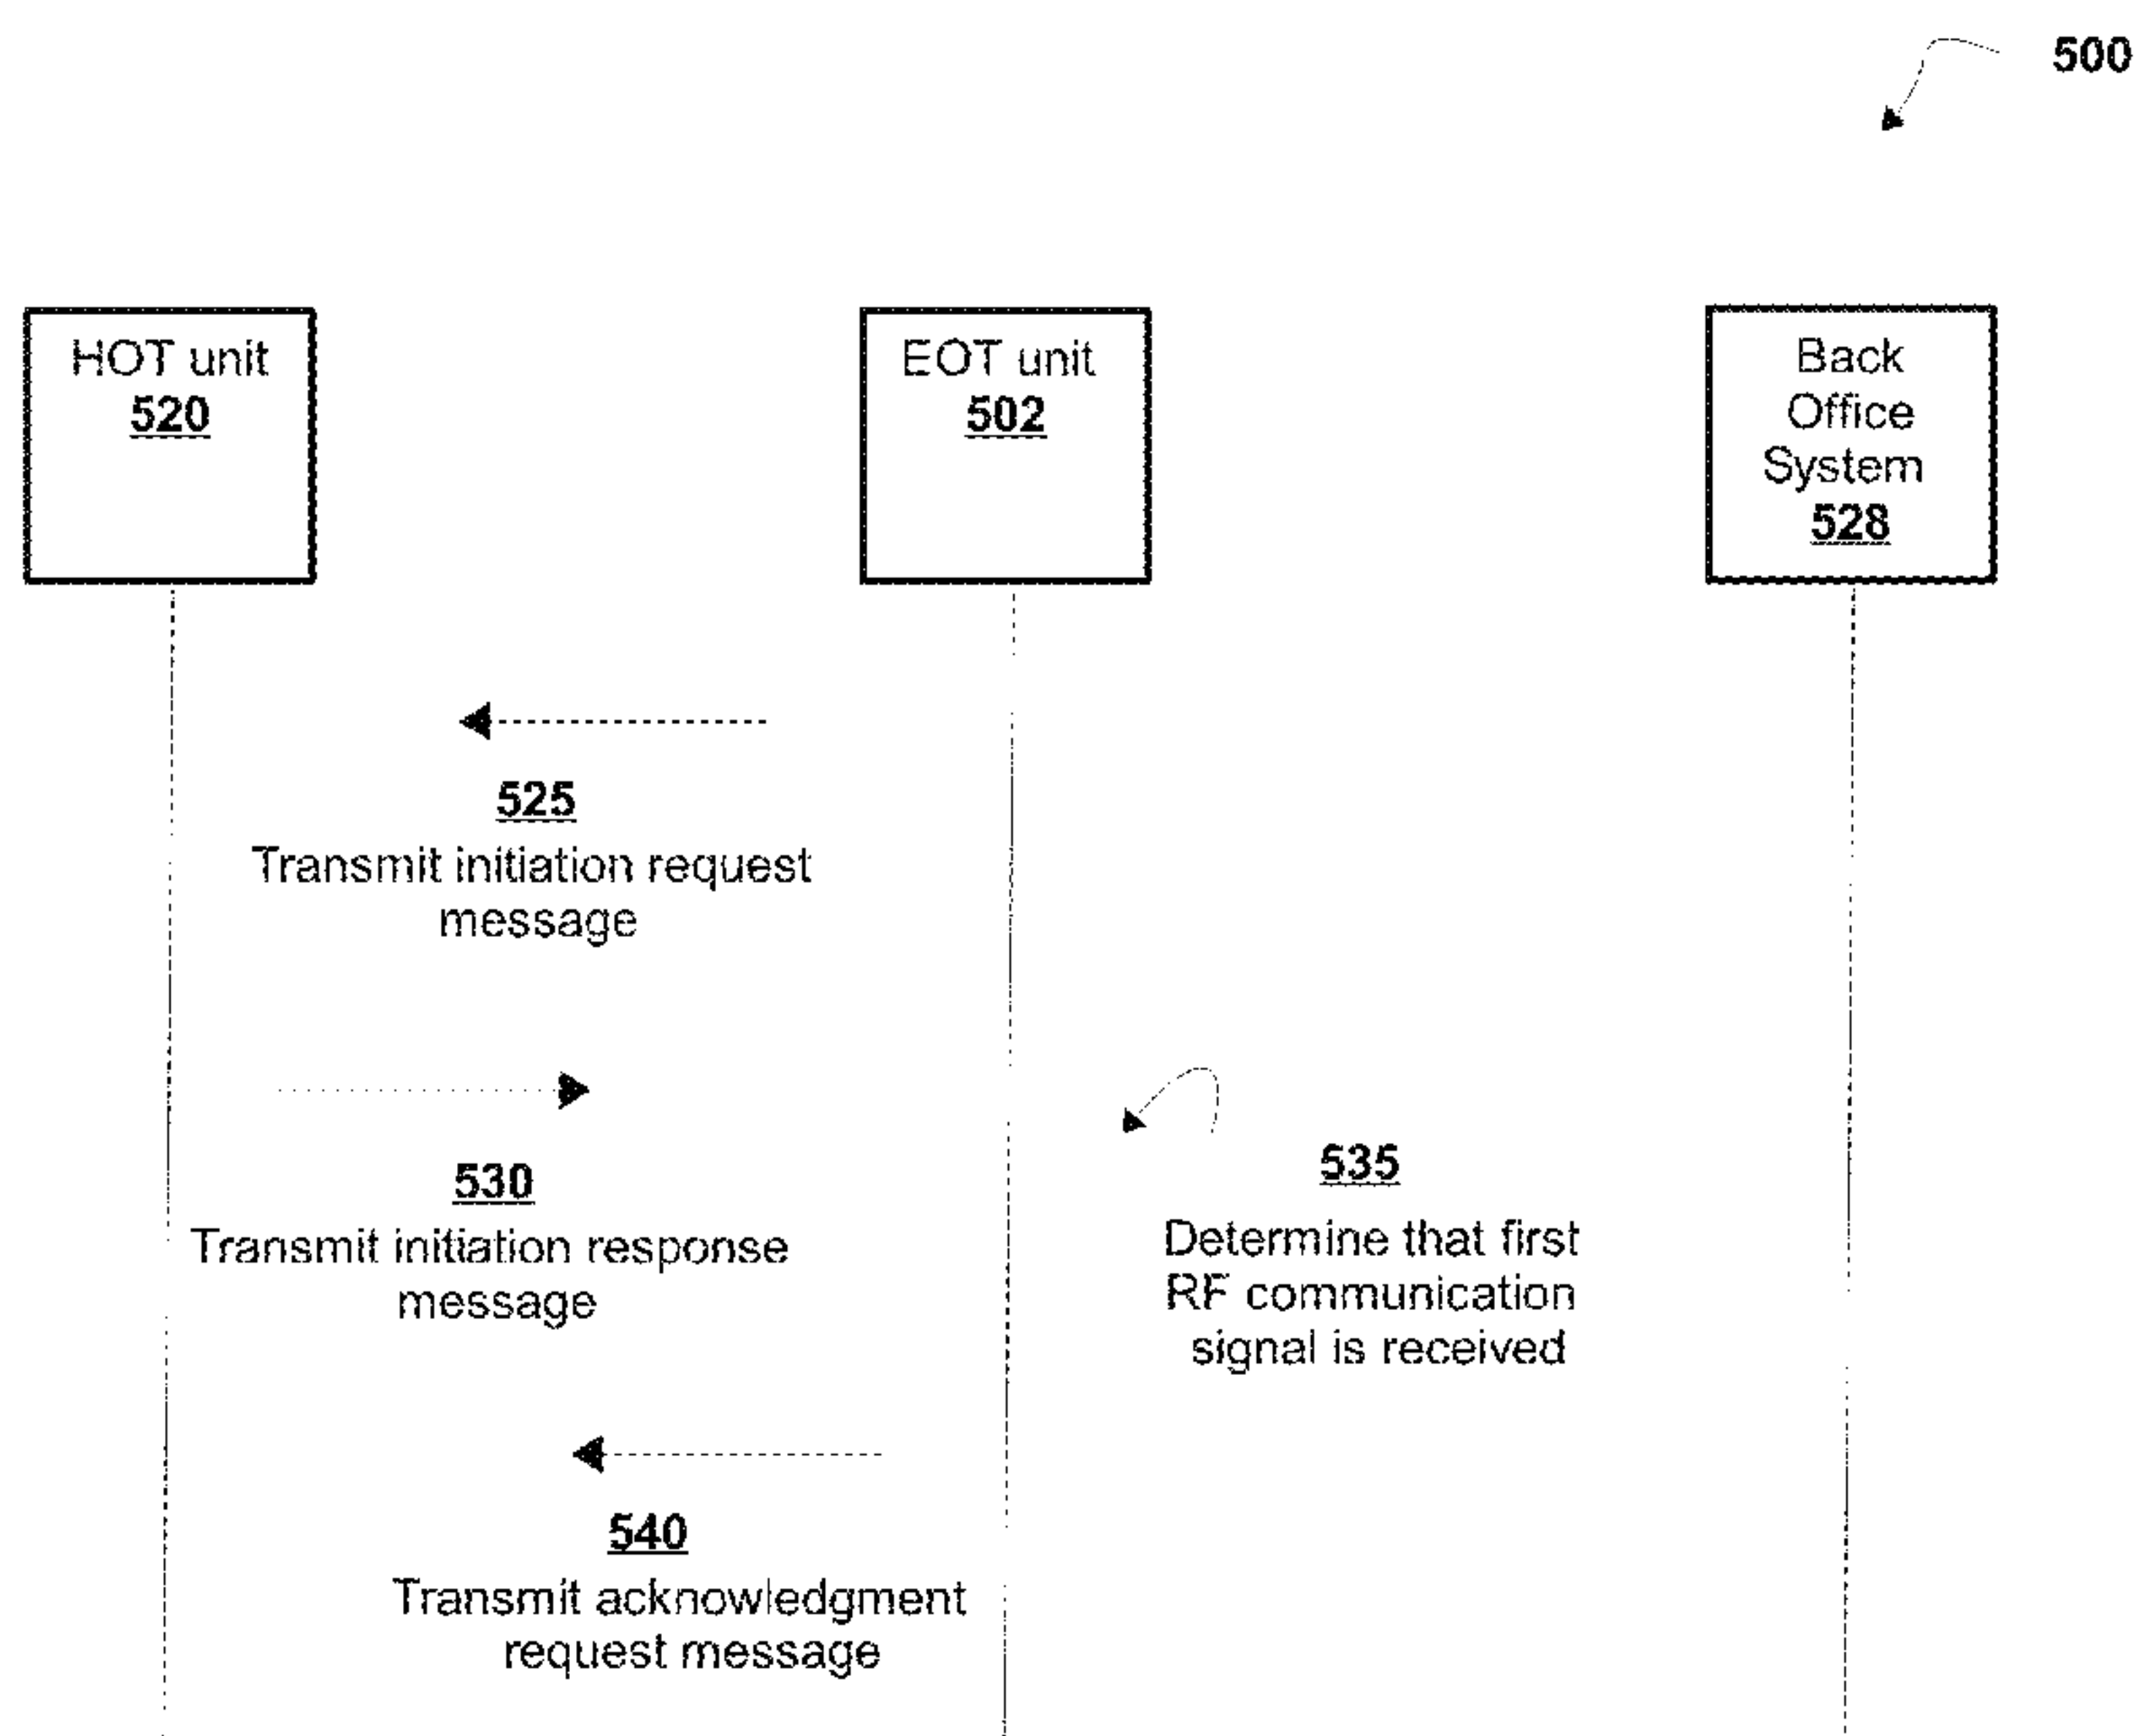 500
HOT unit
520
EOT unit
502
Back
Office
System
528
525
Transmit initiation request
message
530
Transmit initiation response
message
535
Determine that first
RF communication
signal is received
540
Transmit acknowledgment
request message